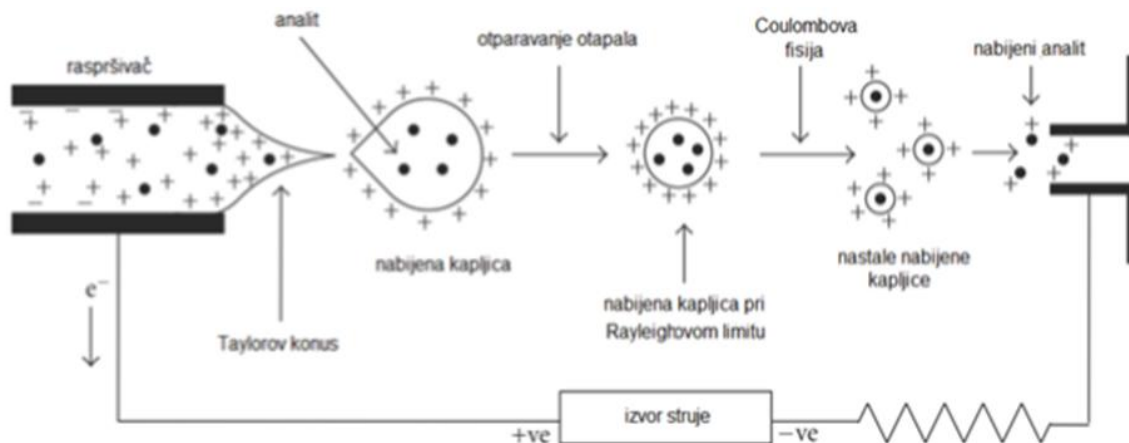 analit
raspršivač
otparavanje otapala
Coulombova
fisija
nabijeni analit
nabijena kapljica
nastale nabijene
kapljice
e⁻
Taylorov konus
nabijena kapljica pri
Rayleighovom limitu
izvor struje
+ve
−ve